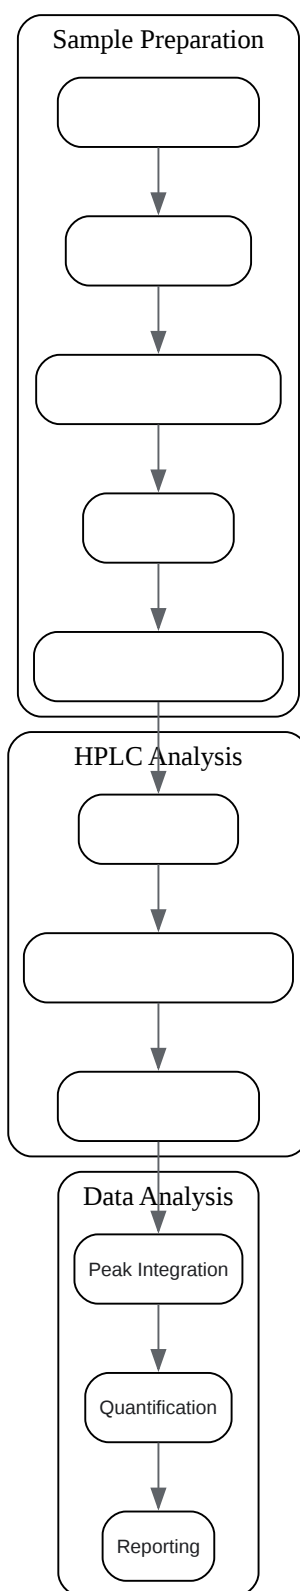 Sample Preparation
HPLC Analysis
Data Analysis
Peak Integration
Quantification
Reporting